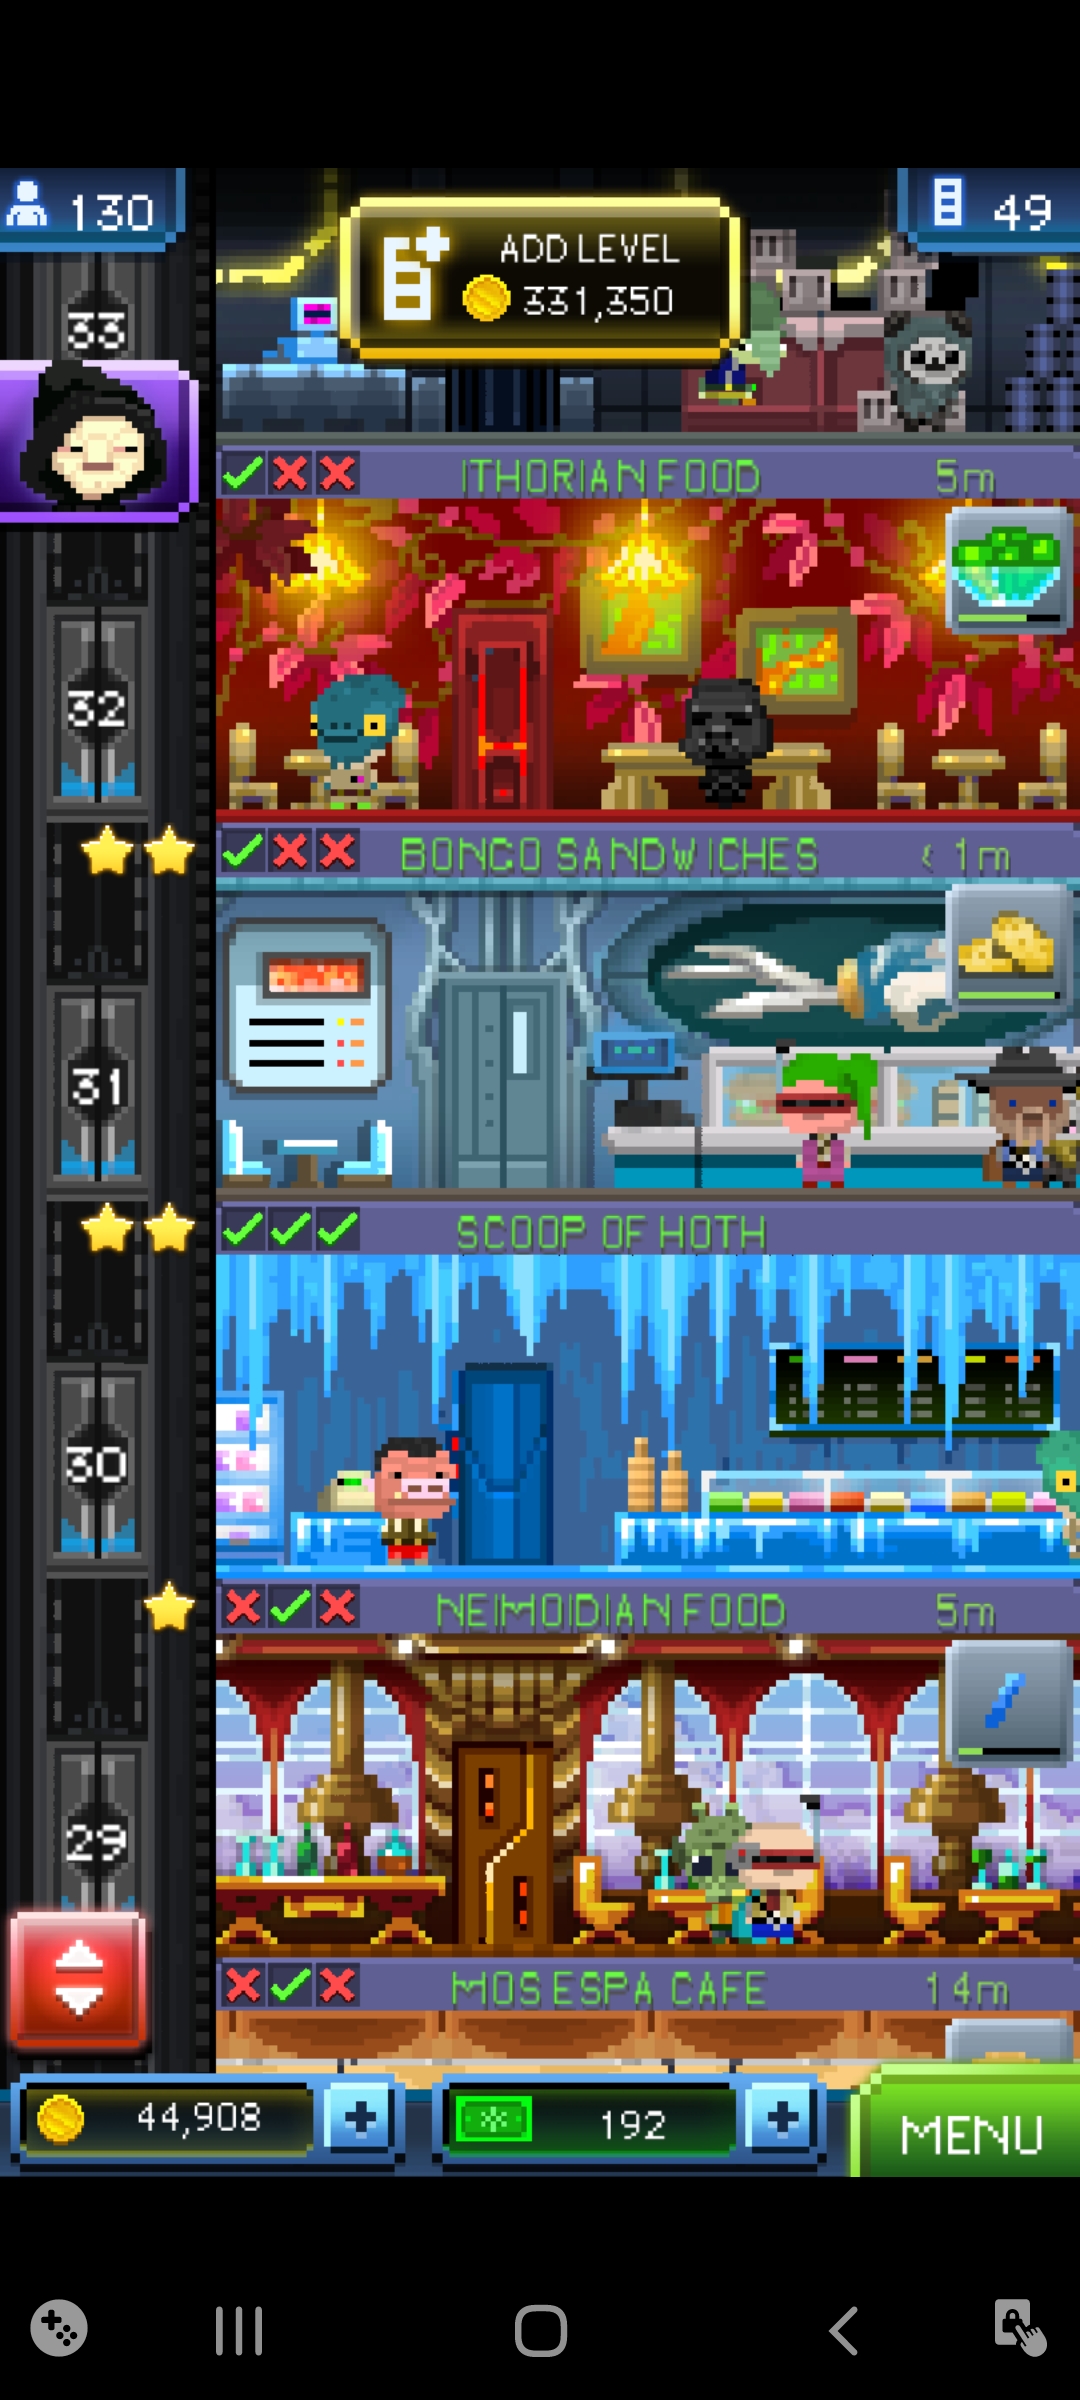 130
ADD LEVEL
331,350
49
33
ITHORIAN FOOD 5m
32
BONGO SANDWICHES < 1m
31
SCOOP OF HOTH
30
NEIMOIDIAN FOOD 5m
29
MOS ESPA CAFE 14m
44,908
192
MENU